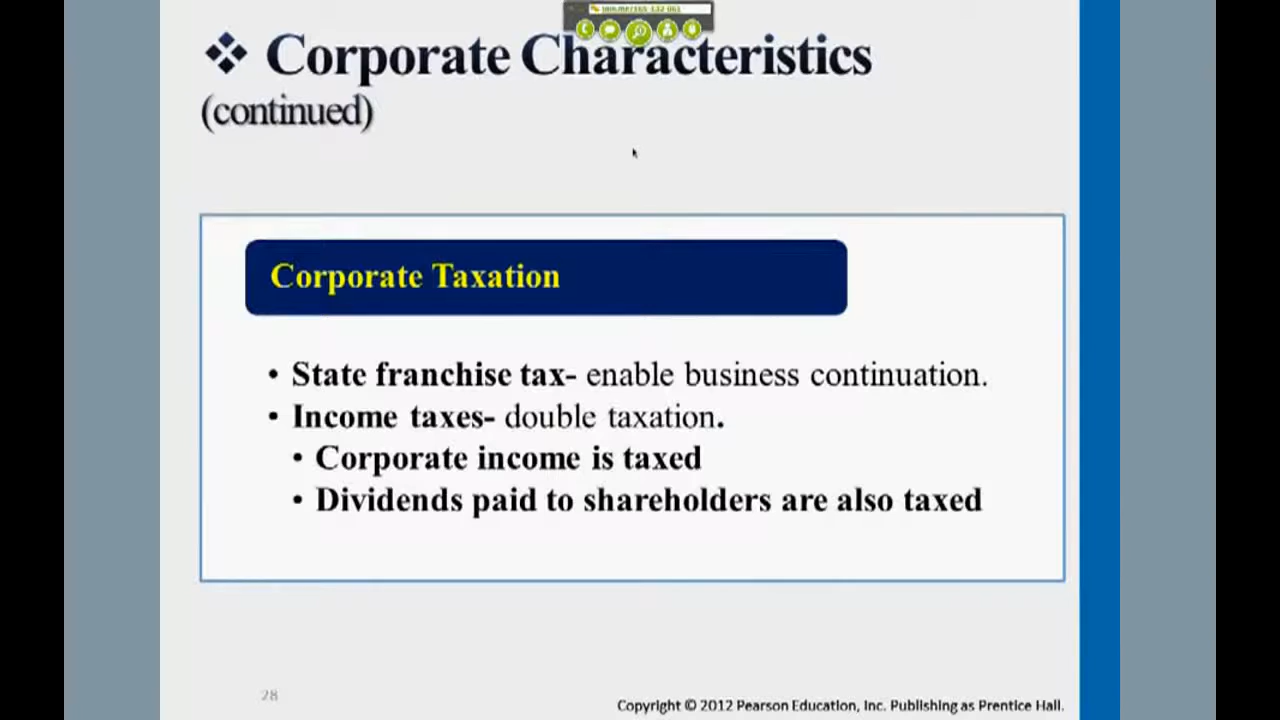 ❖ Corporate Characteristics
(continued)
Corporate Taxation
• State franchise tax- enable business continuation.
• Income taxes- double taxation.
• Corporate income is taxed
• Dividends paid to shareholders are also taxed
28
Copyright © 2012 Pearson Education, Inc. Publishing as Prentice Hall.